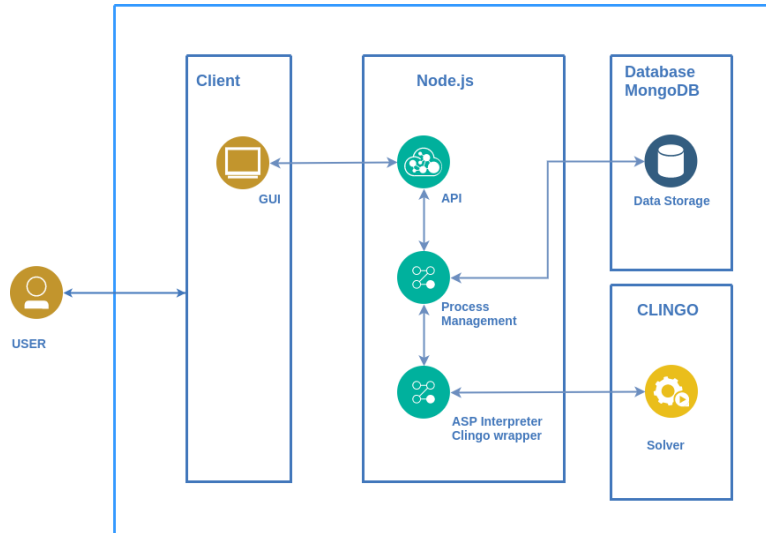 Client
Node.js
Database
MongoDB
GUI
API
Data Storage
Process
Management
CLINGO
USER
ASP Interpreter
Clingo wrapper
Solver